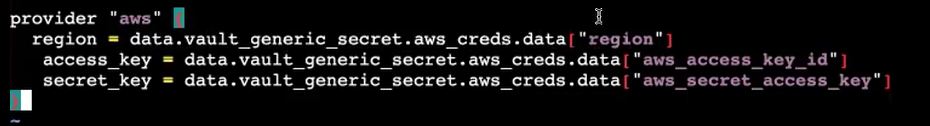 provider "aws" {
region = data.vault_generic_secret.aws_creds.data["region"]
access_key = data.vault_generic_secret.aws_creds.data["aws_access_key_id"]
secret_key = data.vault_generic_secret.aws_creds.data["aws_secret_access_key"]
}
~